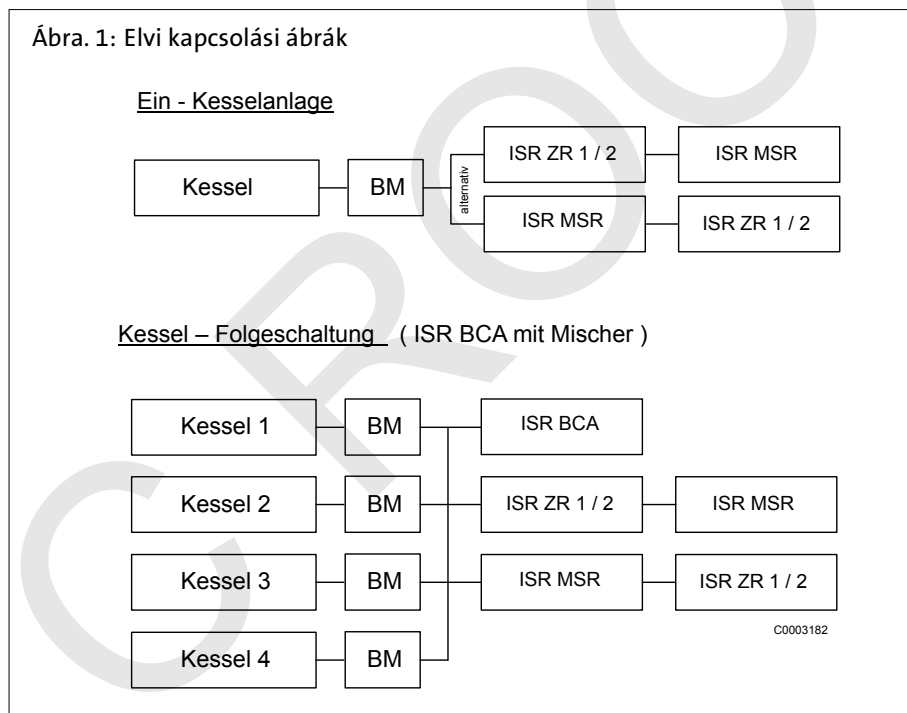 Ábra. 1: Elvi kapcsolási ábrák
Ein - Kesselanlage
Kessel
BM
alternativ
ISR ZR 1 / 2
ISR MSR
ISR MSR
ISR ZR 1 / 2
Kessel – Folgeschaltung ( ISR BCA mit Mischer )
Kessel 1
BM
ISR BCA
Kessel 2
BM
ISR ZR 1 / 2
ISR MSR
Kessel 3
BM
ISR MSR
ISR ZR 1 / 2
C0003182
Kessel 4
BM
C ROO